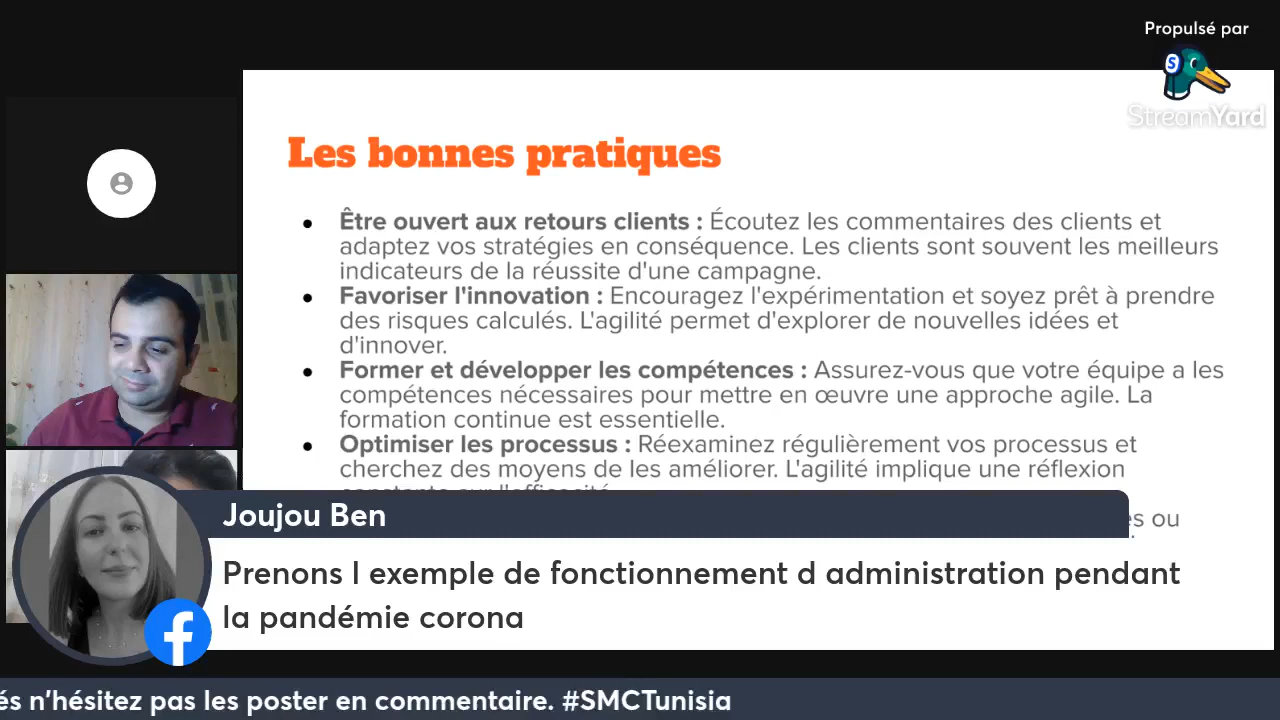 Propulsé par
StreamYard
Les bonnes pratiques
• Être ouvert aux retours clients : Écoutez les commentaires des clients et
adaptez vos stratégies en conséquence. Les clients sont souvent les meilleurs
indicateurs de la réussite d'une campagne.
• Favoriser l'innovation : Encouragez l'expérimentation et soyez prêt à prendre
des risques calculés. L'agilité permet d'explorer de nouvelles idées et
d'innover.
• Former et développer les compétences : Assurez-vous que votre équipe a les
compétences nécessaires pour mettre en œuvre une approche agile. La
formation continue est essentielle.
• Optimiser les processus : Réexaminez régulièrement vos processus et
cherchez des moyens de les améliorer. L'agilité implique une réflexion
constante sur l'efficacité.
ou
Joujou Ben
Prenons l exemple de fonctionnement d administration pendant
la pandémie corona
és n'hésitez pas les poster en commentaire. #SMCTunisia